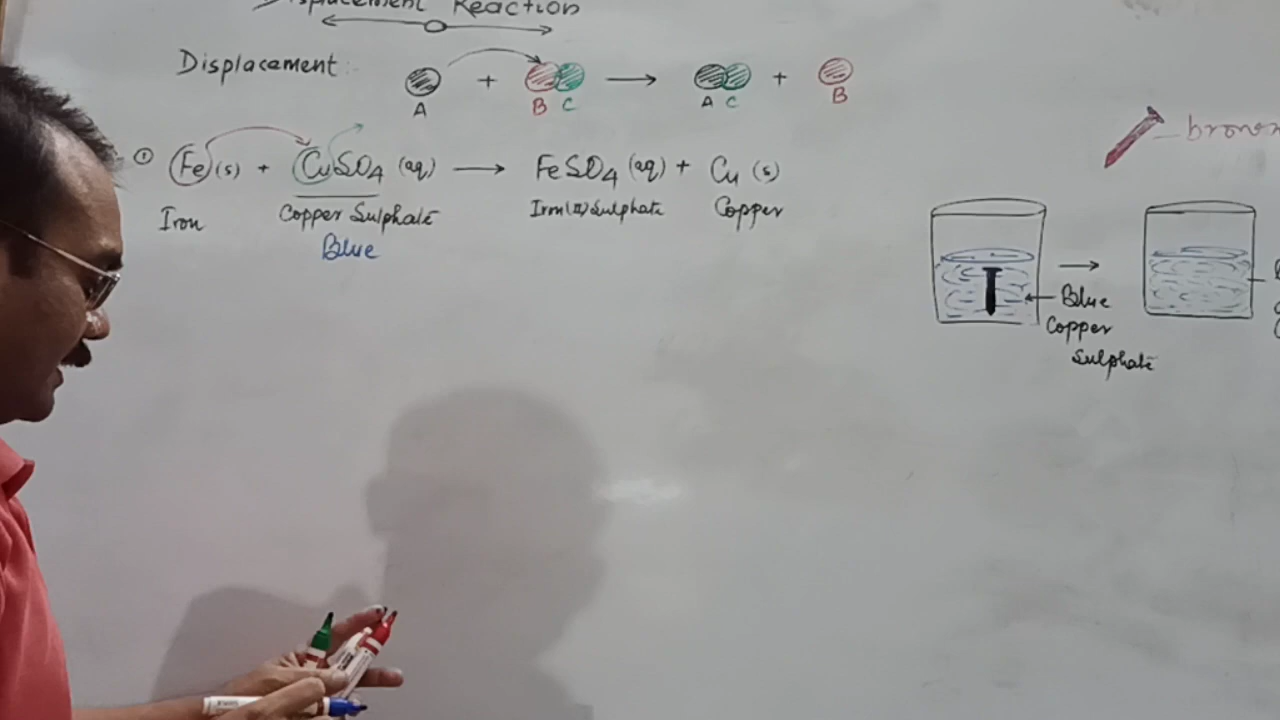 Displacement Reaction
Displacement :
A + B C → A C + B
① Fe (s) + CuSO4 (aq) → FeSO4 (aq) + Cu (s)
Iron Copper Sulphate Iron(II)Sulphate Copper
Blue
Blue
Copper
Sulphate